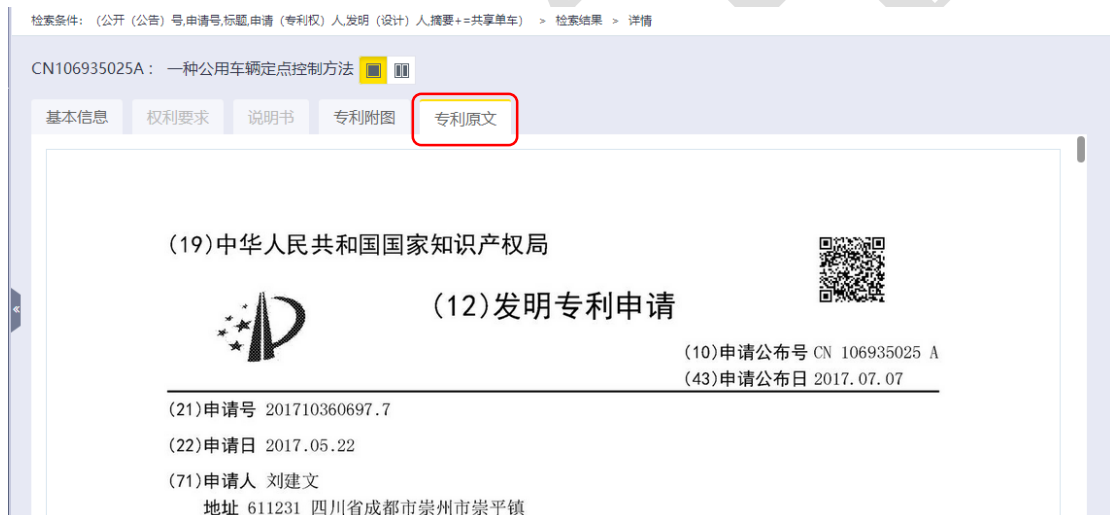 检索条件: (公开 (公告) 号,申请号,标题,申请 (专利权) 人,发明 (设计) 人,摘要+=共享单车) > 检索结果 > 详情
CN106935025A : 一种公用车辆定点控制方法
基本信息 权利要求 说明书 专利附图 专利原文
(19)中华人民共和国国家知识产权局
(12)发明专利申请
(10)申请公布号 CN 106935025 A
(43)申请公布日 2017.07.07
(21)申请号 201710360697.7
(22)申请日 2017.05.22
(71)申请人 刘建文
地址 611231 四川省成都市崇州市崇平镇